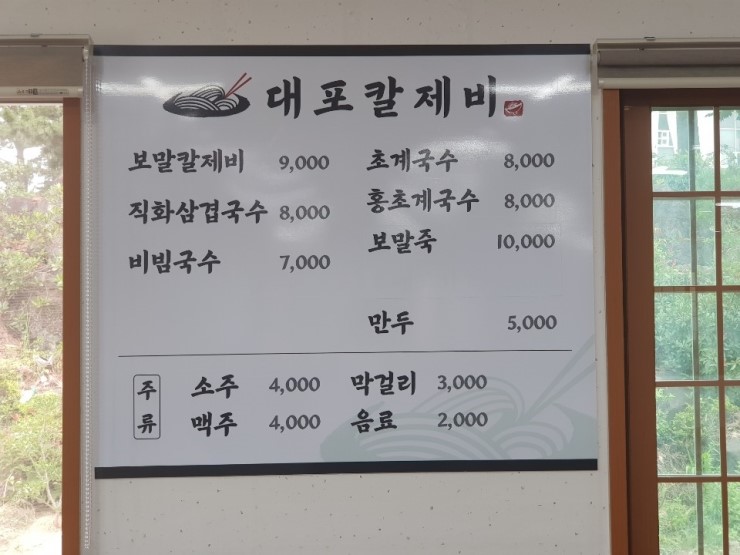 대포칼제비
보말칼제비 9,000
직화삼겹국수 8,000
비빔국수 7,000
초계국수 8,000
홍초계국수 8,000
보말죽 10,000
만두 5,000
주류
소주 4,000 막걸리 3,000
맥주 4,000 음료 2,000